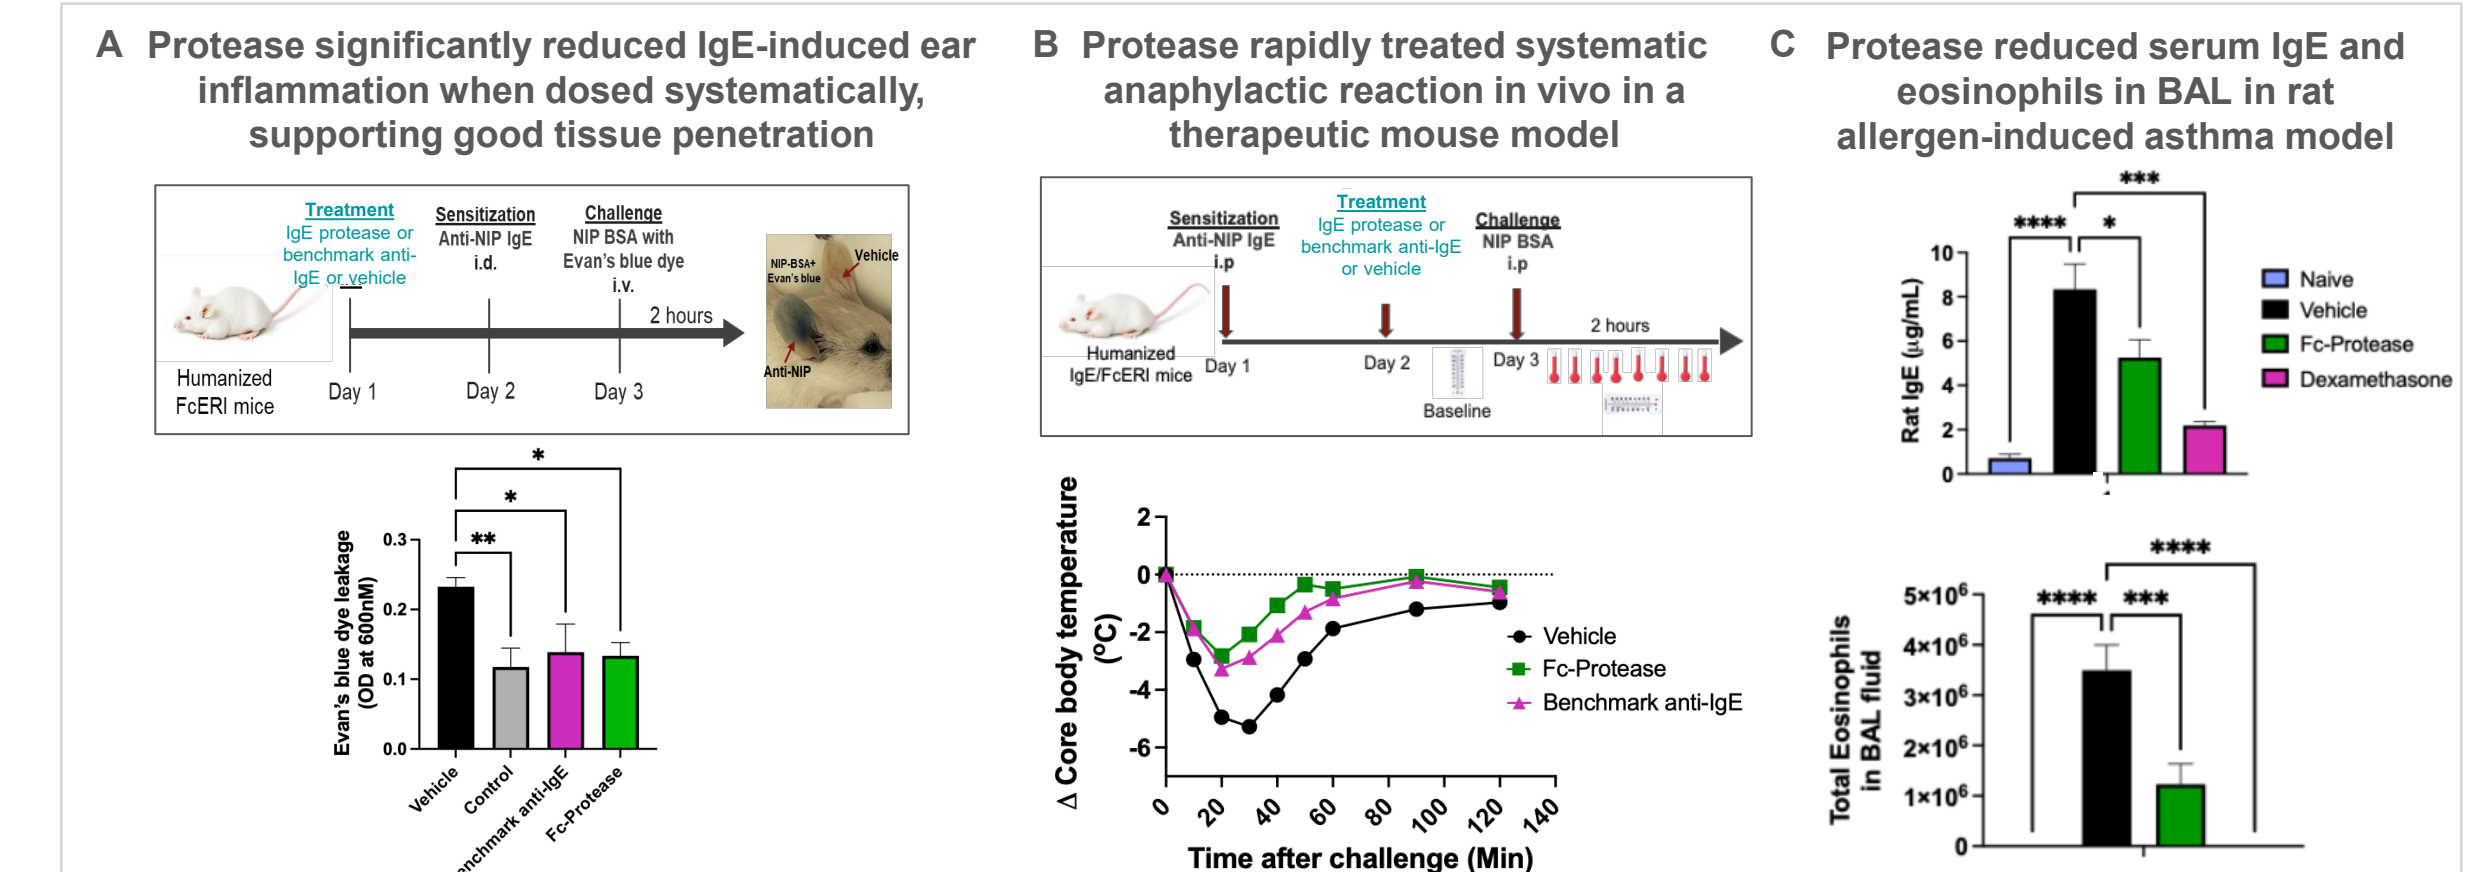 A Protease significantly reduced IgE-induced ear
inflammation when dosed systematically,
supporting good tissue penetration
Treatment
IgE protease or
benchmark anti-
IgE or vehicle
Sensitization
Anti-NIP IgE
i.d.
Challenge
NIP BSA with
Evan's blue dye
i.v.
2 hours
Humanized
FcERI mice
Day 1
Day 2
Day 3
NIP-BSA+
Evan's blue
Vehicle
Anti-NIP
*
*
**
Evan's blue dye leakage
(OD at 600nM)
0.3
0.2
0.1
0.0
Vehicle
Control
enchmark anti-IgE
Fc-Protease
B Protease rapidly treated systematic
anaphylactic reaction in vivo in a
therapeutic mouse model
Sensitization
Anti-NIP IgE
i.p
Treatment
IgE protease or
benchmark anti-IgE
or vehicle
Challenge
NIP BSA
i.p
2 hours
Humanized
IgE/FcERI mice
Day 1
Day 2
Day 3
Baseline
Δ Core body temperature
(°C)
2
0
-2
-4
-6
0
20
40
60
80
100
120
140
Time after challenge (Min)
Vehicle
Fc-Protease
Benchmark anti-IgE
C Protease reduced serum IgE and
eosinophils in BAL in rat
allergen-induced asthma model
***
**** *
Rat IgE (µg/mL)
10
8
6
4
2
0
Naive
Vehicle
Fc-Protease
Dexamethasone
****
**** ***
Total Eosinophils
in BAL fluid
5×10⁶
4×10⁶
3×10⁶
2×10⁶
1×10⁶
0